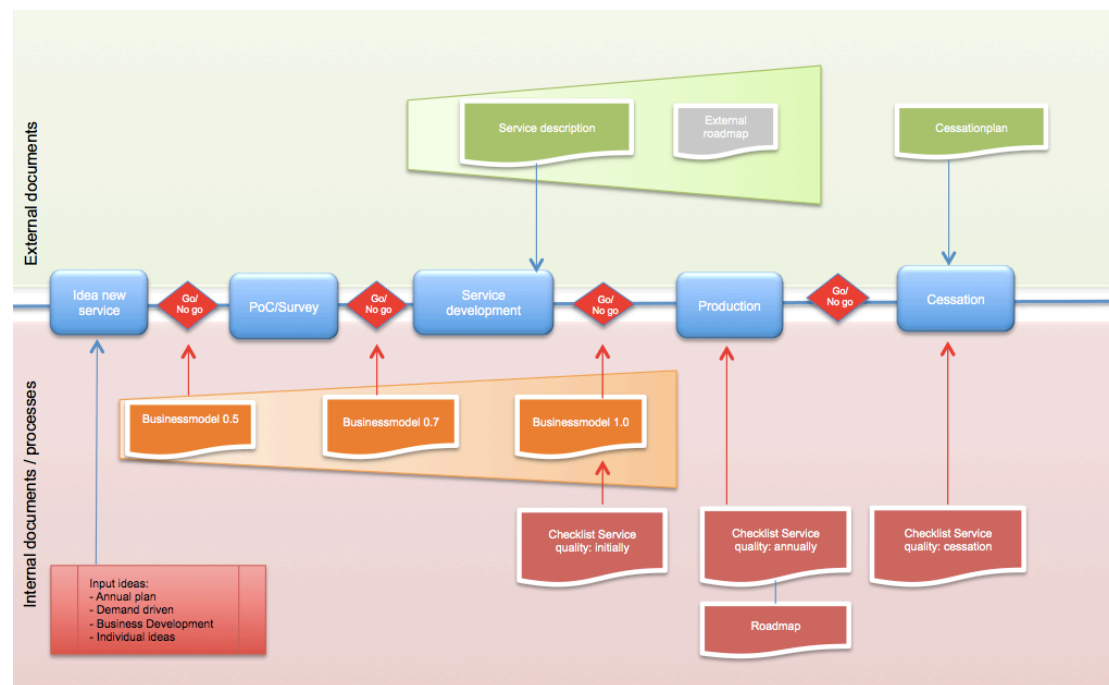 External documents
Service description
External
roadmap
Cessationplan
Idea new
service
Go/
No go
PoC/Survey
Go/
No go
Service
development
Go/
No go
Production
Go/
No go
Cessation
Internal documents / processes
Businessmodel 0.5
Businessmodel 0.7
Businessmodel 1.0
Checklist Service
quality: initially
Checklist Service
quality: annually
Checklist Service
quality: cessation
Input ideas:
- Annual plan
- Demand driven
- Business Development
- Individual ideas
Roadmap